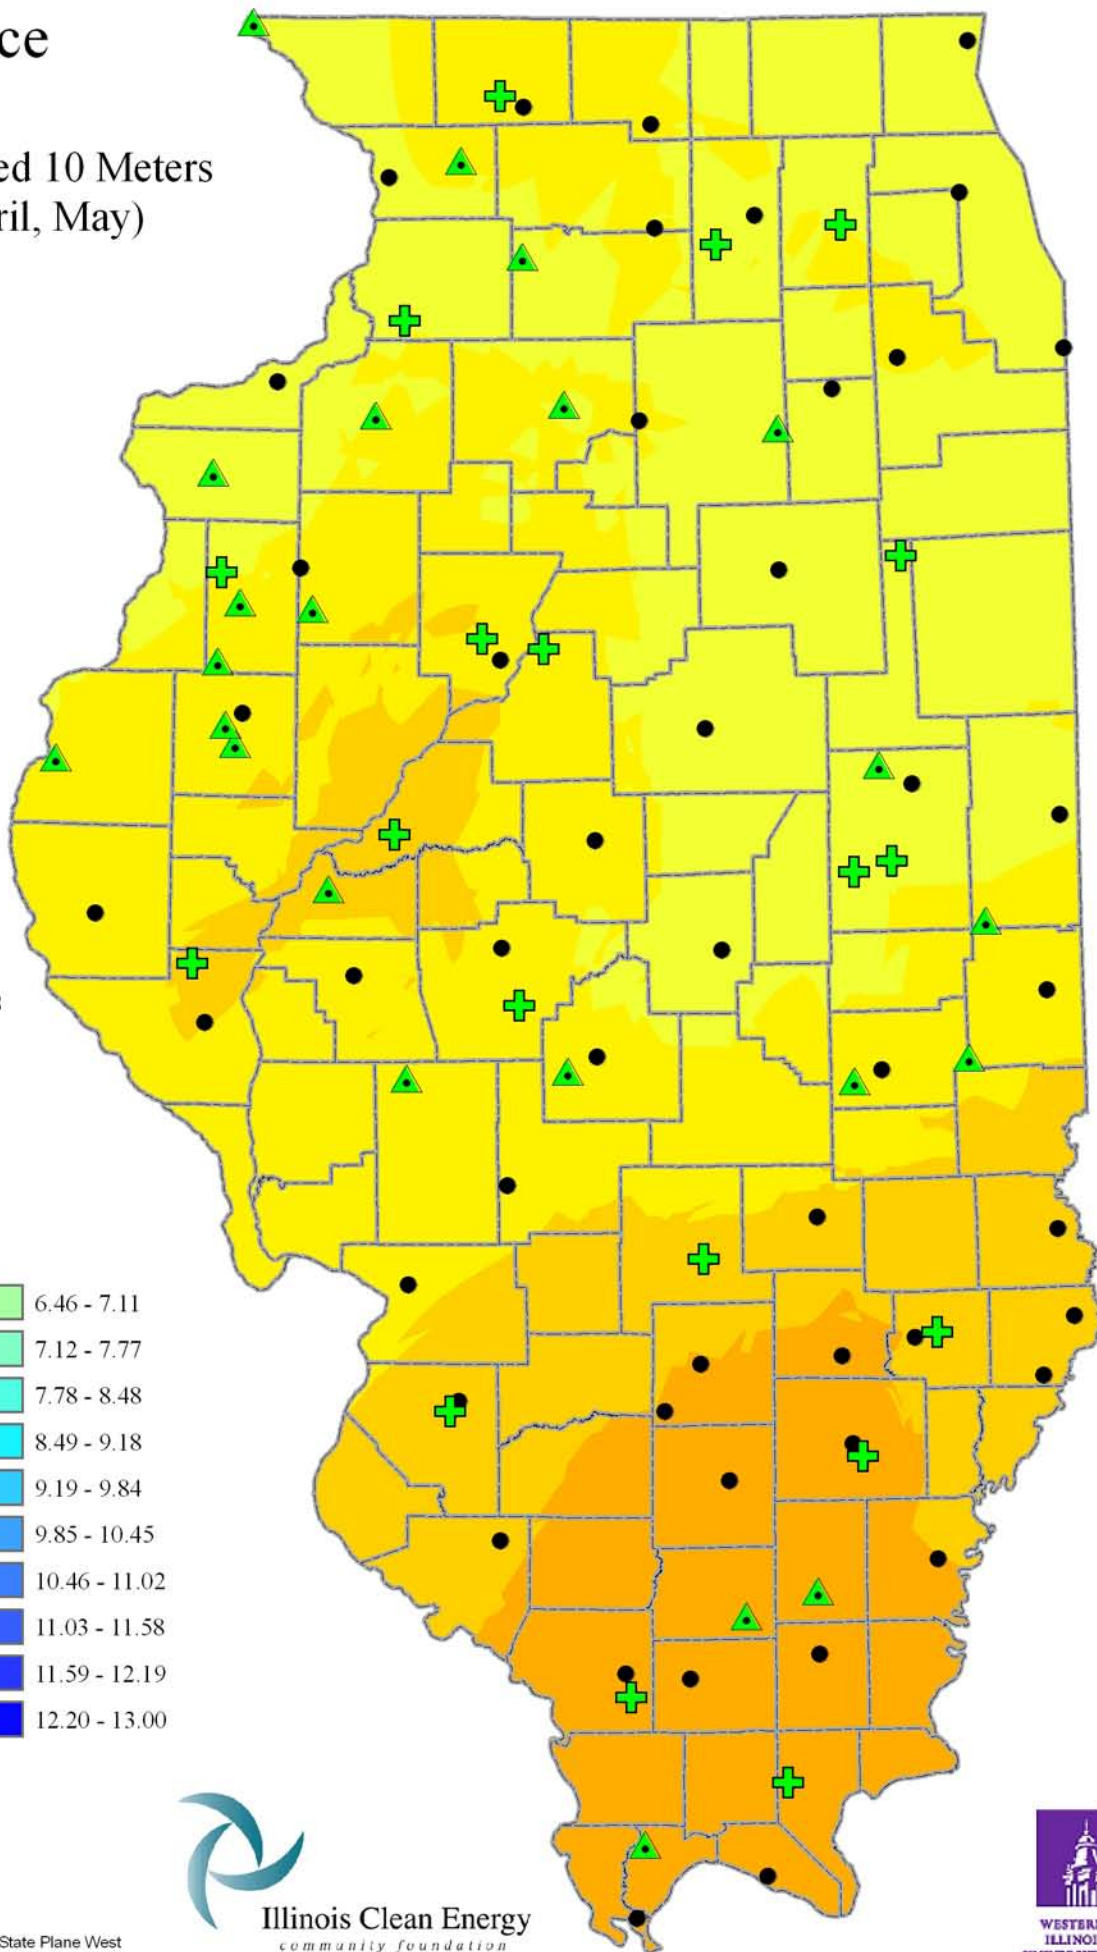 ce
ed 10 Meters
ril, May)
6.46 - 7.11
7.12 - 7.77
7.78 - 8.48
8.49 - 9.18
9.19 - 9.84
9.85 - 10.45
10.46 - 11.02
11.03 - 11.58
11.59 - 12.19
12.20 - 13.00
Illinois Clean Energy
community foundation
State Plane West
WESTERN
ILLINOI